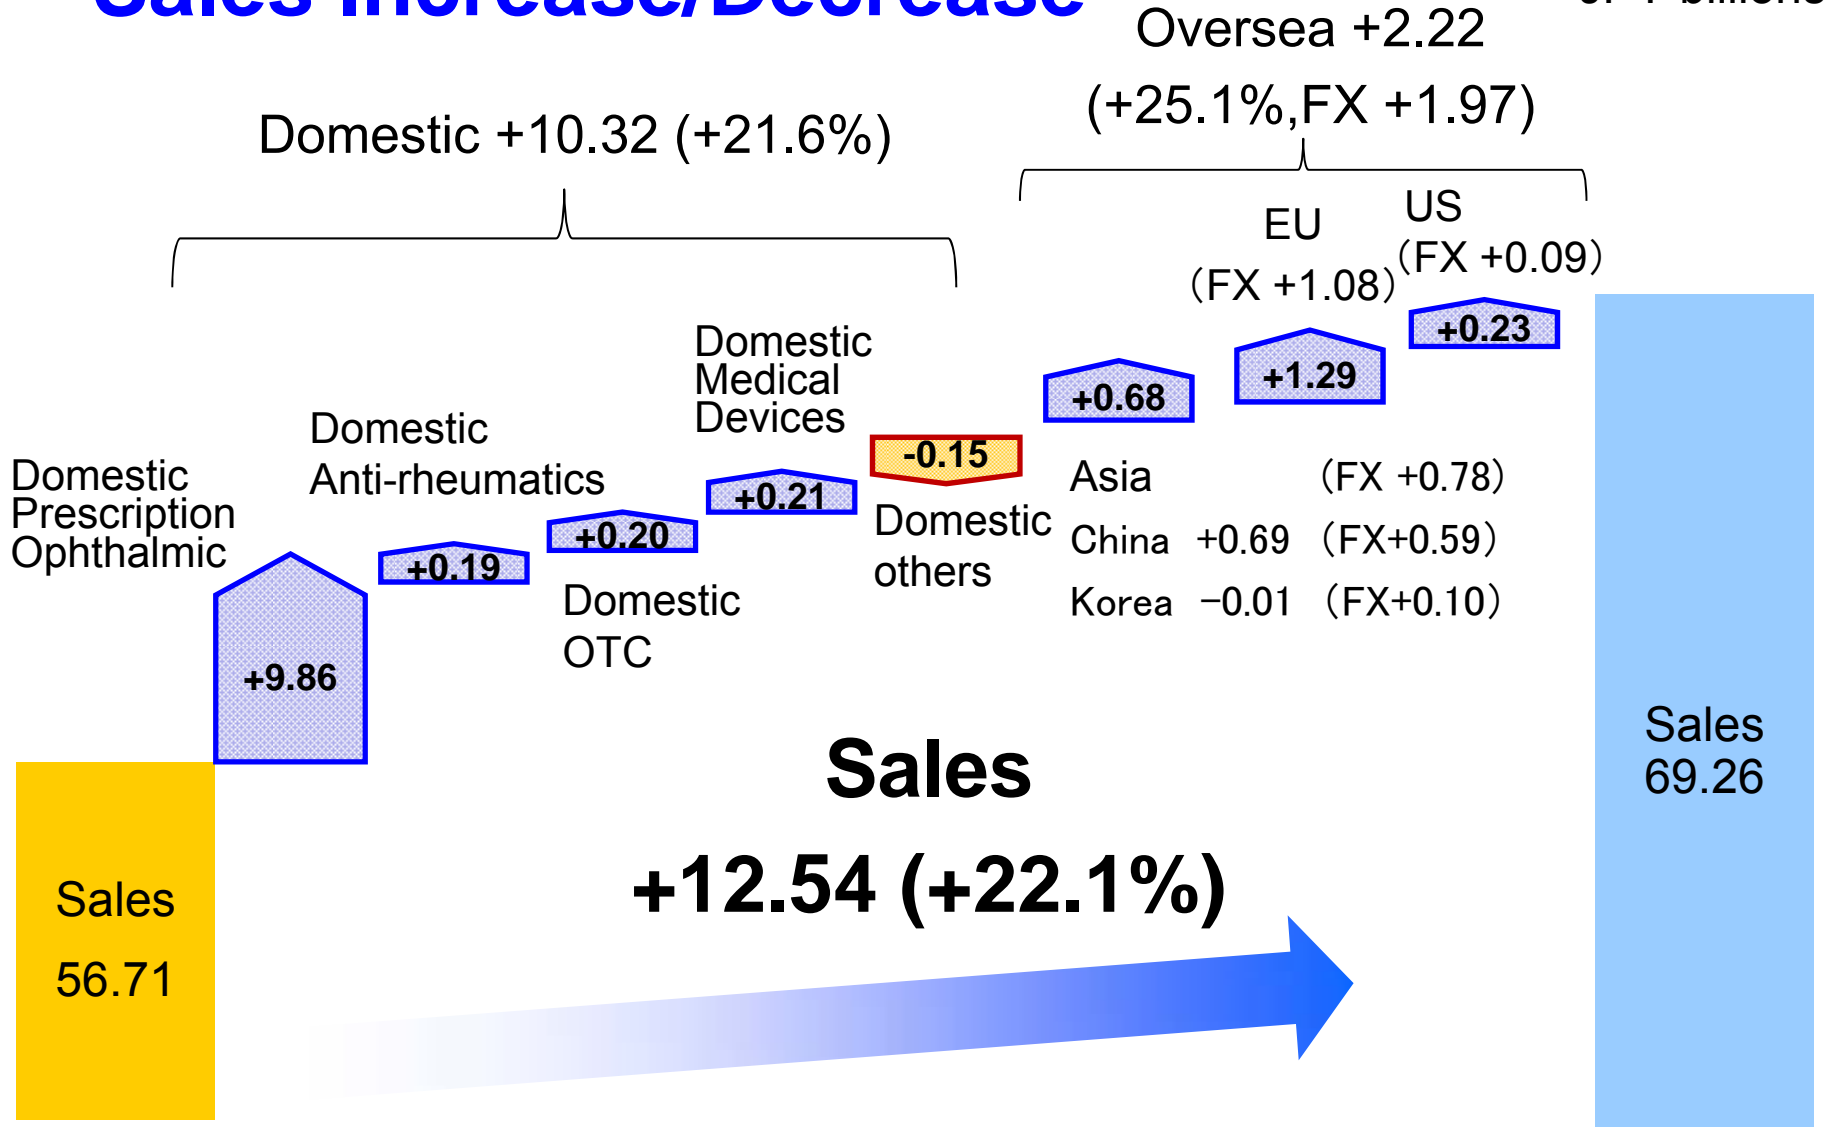 Sales Increase/Decrease
Oversea +2.22
(+25.1%,FX +1.97)
Domestic +10.32 (+21.6%)
US
（FX +0.09）
EU
（FX +1.08）
+0.23
+1.29
+0.68
Domestic
Medical
Devices
-0.15
+0.21
Domestic
others
Domestic
Anti-rheumatics
+0.20
+0.19
Domestic
OTC
Domestic
Prescription
Ophthalmic
+9.86
Asia （FX +0.78）
China +0.69 （FX+0.59）
Korea −0.01 （FX+0.10）
Sales
69.26
Sales
+12.54 (+22.1%)
Sales
56.71